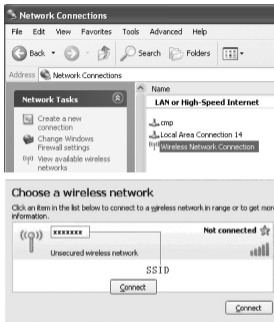 Network Connections
File Edit View Favorites Tools Advanced Help
Back Search Folders
Address Network Connections
Network Tasks
Create a new
connection
Change Windows
Firewall settings
View available wireless
networks
Name
LAN or High-Speed Internet
cmp
Local Area Connection 14
Wireless Network Connection
Choose a wireless network
Click an item in the list below to connect to a wireless network in range or to get more
information.
xxxxxxx Not connected
Unsecured wireless network
SSID
Connect
Connect